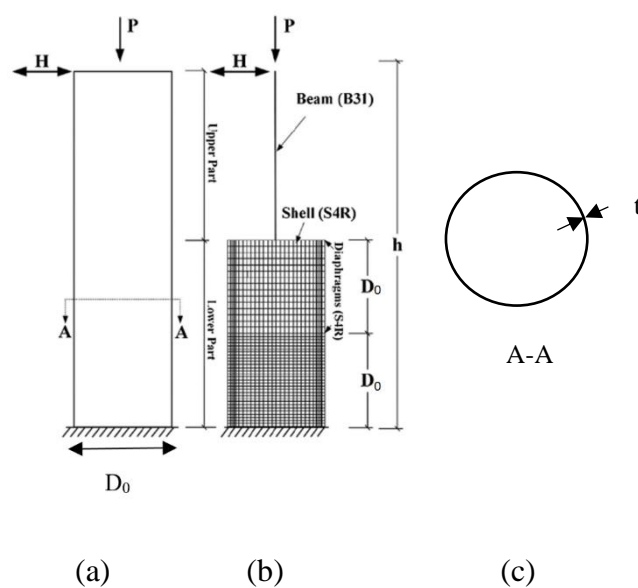 P
H
Upper Part
Lower Part
A
A
D₀
P
H
Beam (B31)
Shell (S4R)
Diaphragms (S4R)
D₀
D₀
h
t
A-A
(a)
(b)
(c)